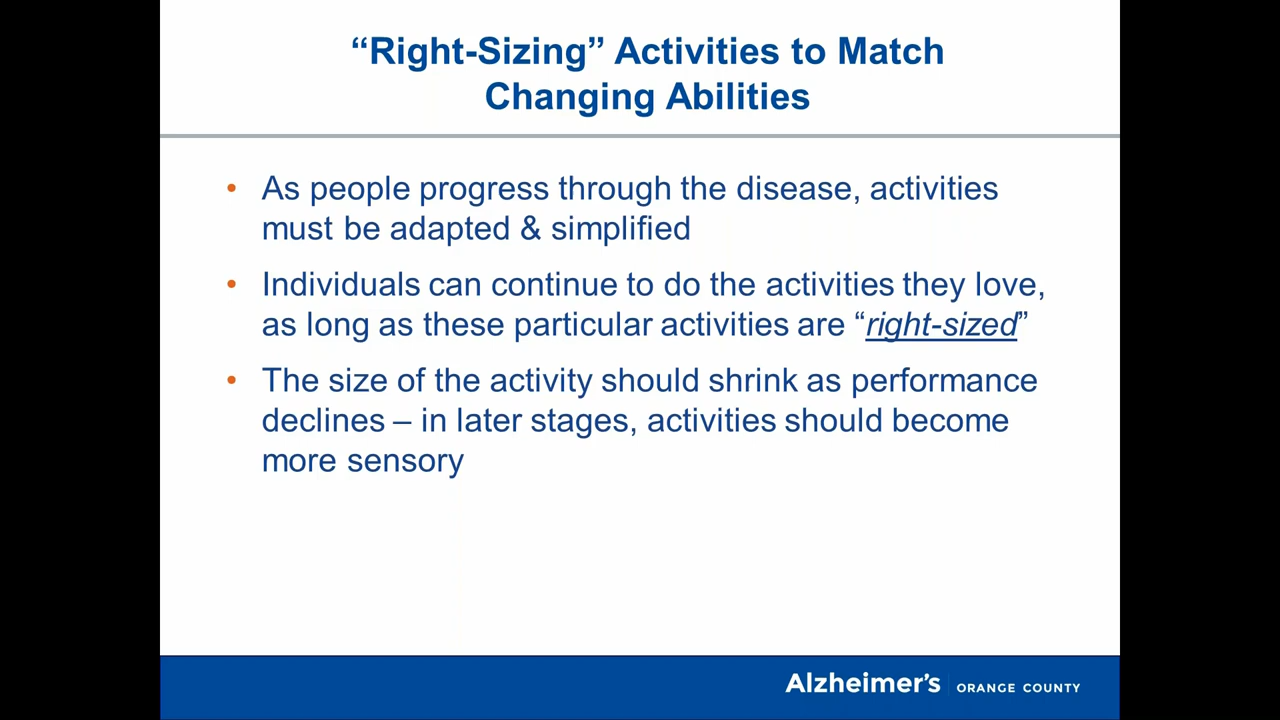 “Right-Sizing” Activities to Match
Changing Abilities
• As people progress through the disease, activities
must be adapted & simplified
• Individuals can continue to do the activities they love,
as long as these particular activities are “right-sized”
• The size of the activity should shrink as performance
declines – in later stages, activities should become
more sensory
Alzheimer’s ORANGE COUNTY